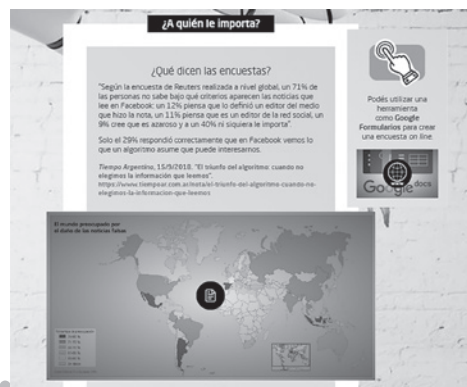 ¿A quién le importa?
¿Qué dicen las encuestas?
"Según la encuesta de Reuters realizada a nivel global, un 71% de
las personas no sabe bajo qué criterios aparecen las noticias que
lee en Facebook: un 12% piensa que lo definió un editor del medio
que hizo la nota, un 11% piensa que es un editor de la red social, un
9% cree que es azaroso y a un 40% ni siquiera le importa".
Solo el 29% respondió correctamente que en Facebook vemos lo
que un algoritmo asume que puede interesarnos.
Tiempo Argentino, 15/5/2018. "El triunfo del algoritmo: cuando no
elegimos la información que leemos".
https://www.tiempoar.com.ar/nota/el-triunfo-del-algoritmo-cuando-no-
elegimos-la-informacion-que-leemos
Podés utilizar una
herramienta
como Google
Formularios para crear
una encuesta on line.
Google docs
El mundo preocupado por
el daño de las noticias falsas